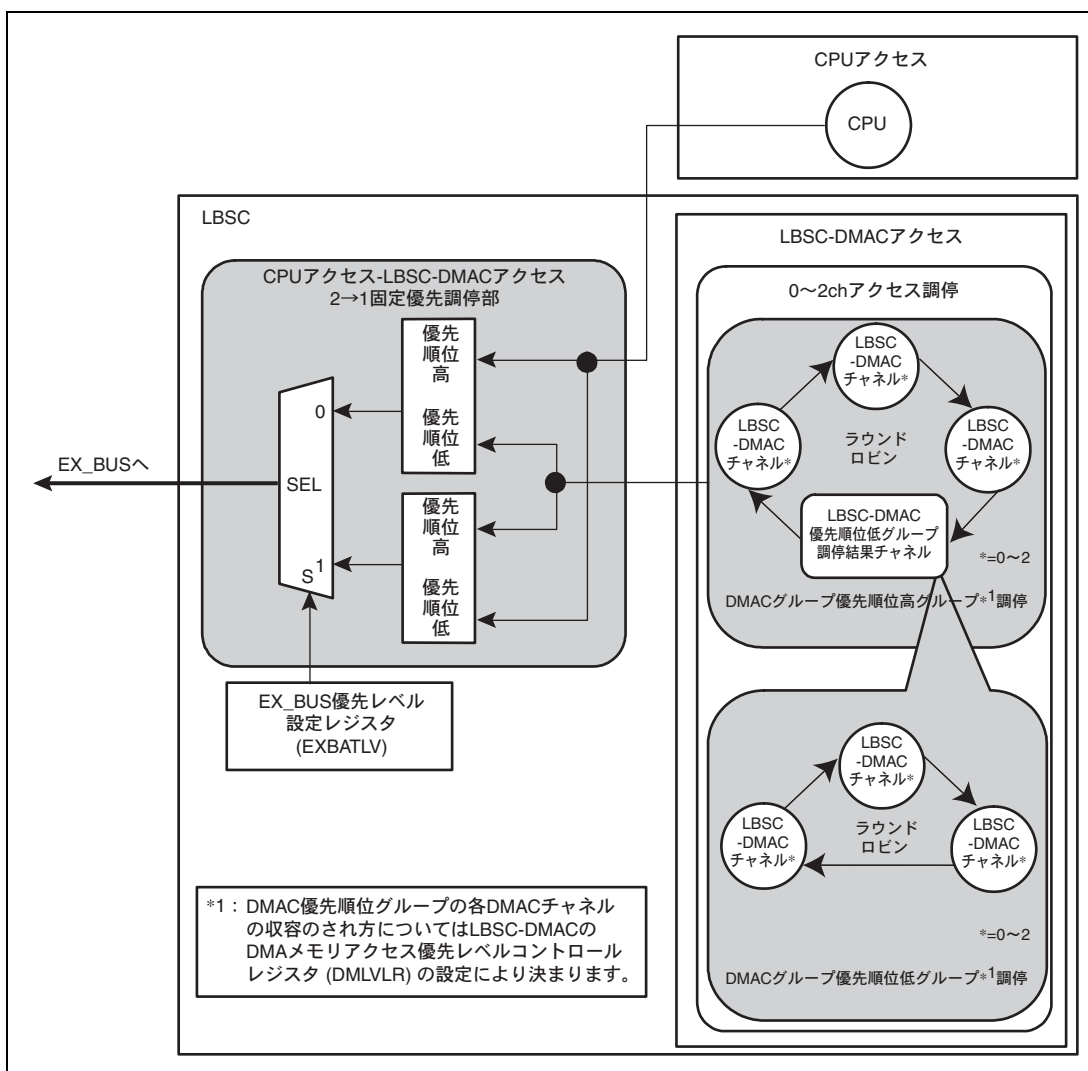 CPUアクセス
CPU
LBSC
LBSC-DMACアクセス
CPUアクセス-LBSC-DMACアクセス
2→1固定優先調停部
0～2chアクセス調停
優先
順位
高
優先
順位
低
0
SEL
S
1
優先
順位
高
優先
順位
低
EX_BUSへ
EX_BUS優先レベル
設定レジスタ
(EXBATLV)
LBSC
-DMAC
チャネル*
LBSC
-DMAC
チャネル*
LBSC
-DMAC
チャネル*
ラウンド
ロビン
LBSC-DMAC
優先順位低グループ
調停結果チャネル
*=0～2
DMACグループ優先順位高グループ*1調停
LBSC
-DMAC
チャネル*
LBSC
-DMAC
チャネル*
LBSC
-DMAC
チャネル*
ラウンド
ロビン
*=0～2
DMACグループ優先順位低グループ*1調停
*1：DMAC優先順位グループの各DMACチャネル
の収容のされ方についてはLBSC-DMACの
DMAメモリアクセス優先レベルコントロール
レジスタ (DMLVLR) の設定により決まります。